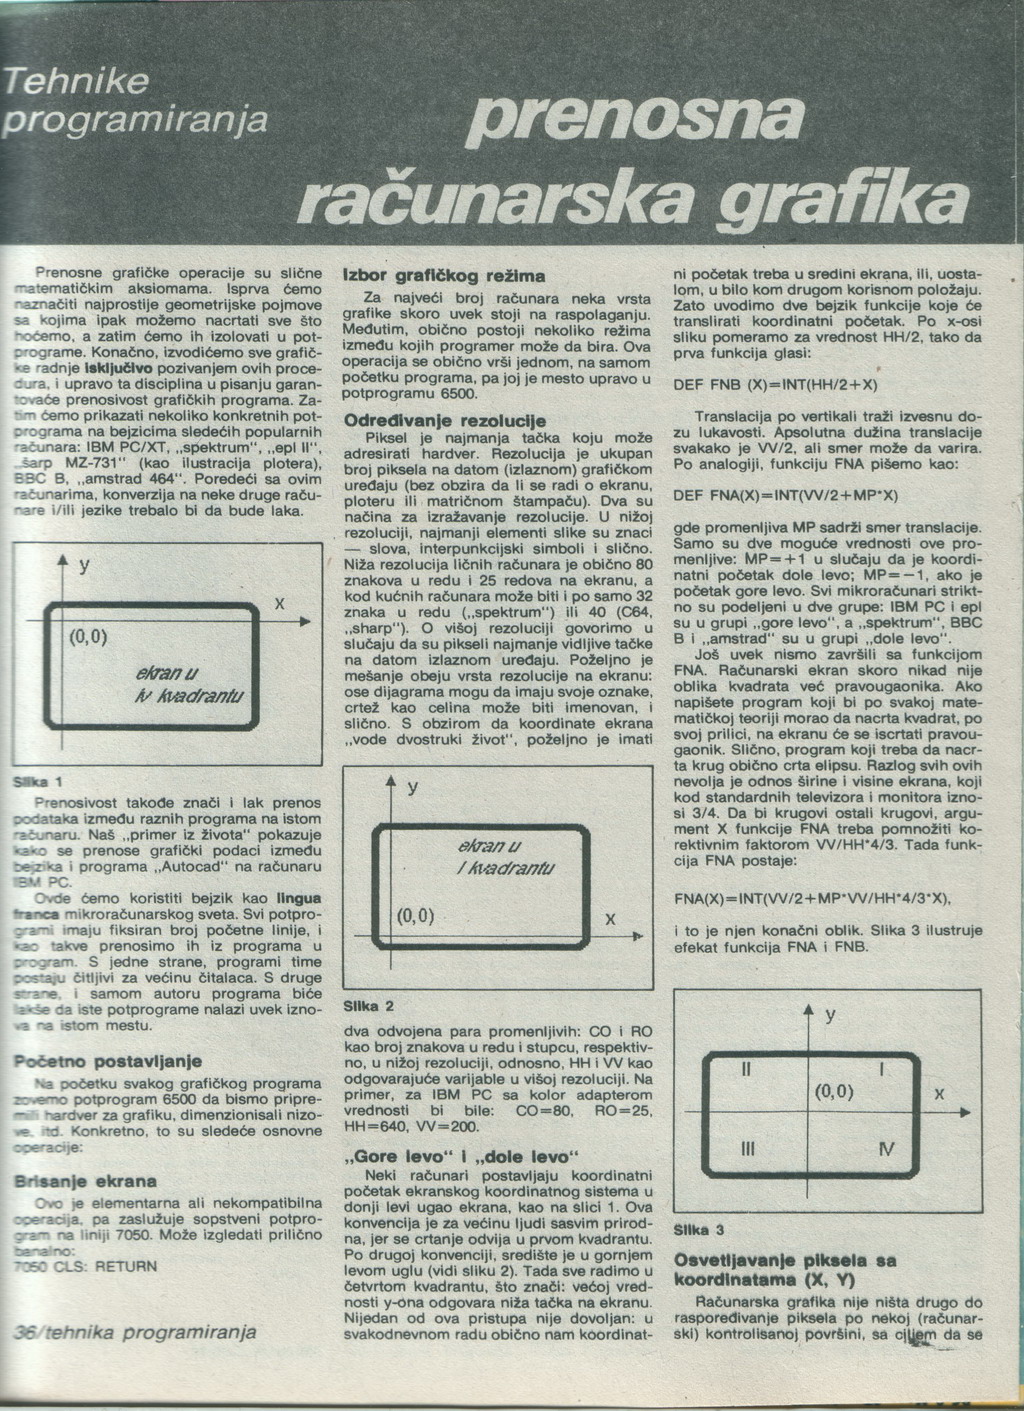 Tehnike
programiranja
prenosna
računarska grafika
Prenosne grafičke operacije su slične
matematičkim aksiomama. Isprva ćemo
naznačiti najprostije geometrijske pojmove
sa kojima ipak možemo nacrtati sve što
hoćemo, a zatim ćemo ih izolovati u pot-
programe. Konačno, izvodićemo sve grafič-
ke radnje isključivo pozivanjem ovih proce-
dura, i upravo ta disciplina u pisanju garan-
tovaće prenosivost grafičkih programa. Za-
tim ćemo prikazati nekoliko konkretnih pot-
programa na bejzicima sledećih popularnih
računara: IBM PC/XT, „spektrum", „epl II",
„šarp MZ-731" (kao ilustracija plotera),
BBC B, „amstrad 464". Poredeći sa ovim
računarima, konverzija na neke druge raču-
nare i/ili jezike trebalo bi da bude laka.
y
x
(0,0)
ekran u
iv kvadrantu
Slika 1
Prenosivost takođe znači i lak prenos
podataka između raznih programa na istom
računaru. Naš „primer iz života" pokazuje
kako se prenose grafički podaci između
bejzika i programa „Autocad" na računaru
IBM PC.
Ovde ćemo koristiti bejzik kao lingua
franca mikroračunarskog sveta. Svi potpro-
grami imaju fiksiran broj početne linije, i
kao takve prenosimo ih iz programa u
program. S jedne strane, programi time
postaju čitljivi za većinu čitalaca. S druge
strane, i samom autoru programa biće
lakše da iste potprograme nalazi uvek izno-
va na istom mestu.
Početno postavljanje
Na početku svakog grafičkog programa
zovemo potprogram 6500 da bismo pripre-
mili hardver za grafiku, dimenzionisali nizo-
ve, itd. Konkretno, to su sledeće osnovne
operacije:
Brisanje ekrana
Ovo je elementarna ali nekompatibilna
operacija, pa zaslužuje sopstveni potpro-
gram na liniji 7050. Može izgledati prilično
banalno:
7050 CLS: RETURN
36/tehnika programiranja
Izbor grafičkog režima
Za najveći broj računara neka vrsta
grafike skoro uvek stoji na raspolaganju.
Međutim, obično postoji nekoliko režima
između kojih programer može da bira. Ova
operacija se obično vrši jednom, na samom
početku programa, pa joj je mesto upravo u
potprogramu 6500.
Određivanje rezolucije
Piksel je najmanja tačka koju može
adresirati hardver. Rezolucija je ukupan
broj piksela na datom (izlaznom) grafičkom
uređaju (bez obzira da li se radi o ekranu,
ploteru ili matričnom štampaču). Dva su
načina za izražavanje rezolucije. U nižoj
rezoluciji, najmanji elementi slike su znaci
— slova, interpunkcijski simboli i slično.
Niža rezolucija ličnih računara je obično 80
znakova u redu i 25 redova na ekranu, a
kod kućnih računara može biti i po samo 32
znaka u redu („spektrum") ili 40 (C64,
„sharp"). O višoj rezoluciji govorimo u
slučaju da su pikseli najmanje vidljive tačke
na datom izlaznom uređaju. Poželjno je
mešanje obeju vrsta rezolucije na ekranu:
ose dijagrama mogu da imaju svoje oznake,
crtež kao celina može biti imenovan, i
slično. S obzirom da koordinate ekrana
„vode dvostruki život", poželjno je imati
y
ekran u
I kvadrantu
(0,0)
x
Slika 2
dva odvojena para promenljivih: CO i RO
kao broj znakova u redu i stupcu, respektiv-
no, u nižoj rezoluciji, odnosno, HH i VV kao
odgovarajuće varijable u višoj rezoluciji. Na
primer, za IBM PC sa kolor adapterom
vrednosti bi bile: CO=80, RO=25,
HH=640, VV=200.
„Gore levo" i „dole levo"
Neki računari postavljaju koordinatni
početak ekranskog koordinatnog sistema u
donji levi ugao ekrana, kao na slici 1. Ova
konvencija je za većinu ljudi sasvim prirod-
na, jer se crtanje odvija u prvom kvadrantu.
Po drugoj konvenciji, središte je u gornjem
levom uglu (vidi sliku 2). Tada sve radimo u
četvrtom kvadrantu, što znači: većoj vred-
nosti y-ona odgovara niža tačka na ekranu.
Nijedan od ova pristupa nije dovoljan: u
svakodnevnom radu obično nam koordinat-
ni početak treba u sredini ekrana, ili, uosta-
lom, u bilo kom drugom korisnom položaju.
Zato uvodimo dve bejzik funkcije koje će
translirati koordinatni početak. Po x-osi
sliku pomeramo za vrednost HH/2, tako da
prva funkcija glasi:
DEF FNB (X)=INT(HH/2+X)
Translacija po vertikali traži izvesnu do-
zu lukavosti. Apsolutna dužina translacije
svakako je VV/2, ali smer može da varira.
Po analogiji, funkciju FNA pišemo kao:
DEF FNA(X)=INT(VV/2+MP*X)
gde promenljiva MP sadrži smer translacije.
Samo su dve moguće vrednosti ove pro-
menljive: MP=+1 u slučaju da je koordi-
natni početak dole levo; MP=−1, ako je
početak gore levo. Svi mikroračunari strikt-
no su podeljeni u dve grupe: IBM PC i epl
su u grupi „gore levo", a „spektrum", BBC
B i „amstrad" su u grupi „dole levo".
Još uvek nismo završili sa funkcijom
FNA. Računarski ekran skoro nikad nije
oblika kvadrata već pravougaonika. Ako
napišete program koji bi po svakoj mate-
matičkoj teoriji morao da nacrta kvadrat, po
svoj prilici, na ekranu će se iscrtati pravou-
gaonik. Slično, program koji treba da nacr-
ta krug obično crta elipsu. Razlog svih ovih
nevolja je odnos širine i visine ekrana, koji
kod standardnih televizora i monitora izno-
si 3/4. Da bi krugovi ostali krugovi, argu-
ment X funkcije FNA treba pomnožiti ko-
rektivnim faktorom VV/HH*4/3. Tada funk-
cija FNA postaje:
FNA(X)=INT(VV/2+MP*VV/HH*4/3*X),
i to je njen konačni oblik. Slika 3 ilustruje
efekat funkcija FNA i FNB.
y
II
I
(0,0)
x
III
IV
Slika 3
Osvetljavanje piksela sa
koordinatama (X, Y)
Računarska grafika nije ništa drugo do
raspoređivanje piksela po nekoj (računar-
ski) kontrolisanoj površini, sa ciljem da se